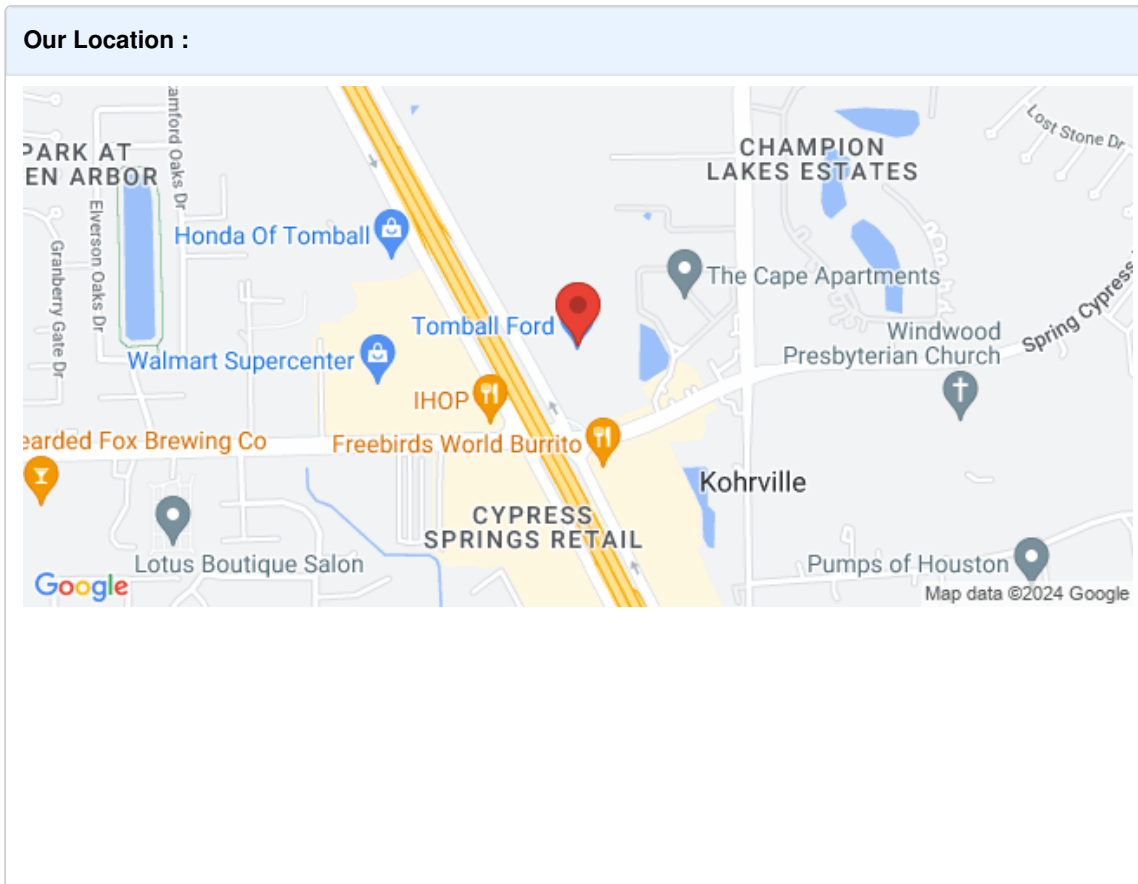 Our Location :
PARK AT
EN ARBOR
amford Oaks Dr
Elverson Oaks Dr
Granberry Gate Dr
Honda Of Tomball
CHAMPION
LAKES ESTATES
Lost Stone Dr
The Cape Apartments
Tomball Ford
Walmart Supercenter
Windwood
Presbyterian Church
Spring Cypress
IHOP
earded Fox Brewing Co
Freebirds World Burrito
Kohrville
CYPRESS
SPRINGS RETAIL
Lotus Boutique Salon
Pumps of Houston
Google
Map data ©2024 Google